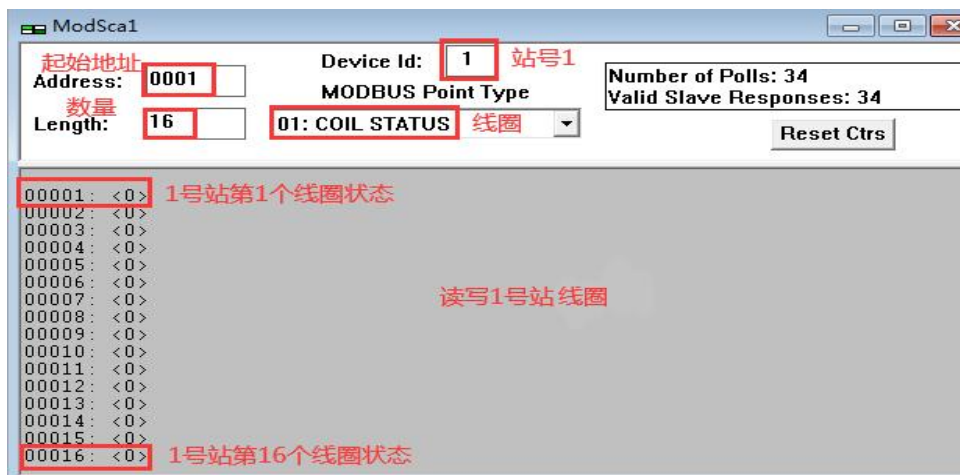 ModSca1
起始地址
Address: 0001
数量
Length: 16
Device Id: 1 站号1
MODBUS Point Type
01: COIL STATUS 线圈
Number of Polls: 34
Valid Slave Responses: 34
Reset Ctrs
00001: <0> 1号站第1个线圈状态
00002: <0>
00003: <0>
00004: <0>
00005: <0>
00006: <0>
00007: <0>
00008: <0>
00009: <0>
00010: <0>
00011: <0>
00012: <0>
00013: <0>
00014: <0>
00015: <0>
00016: <0> 1号站第16个线圈状态
读写1号站线圈